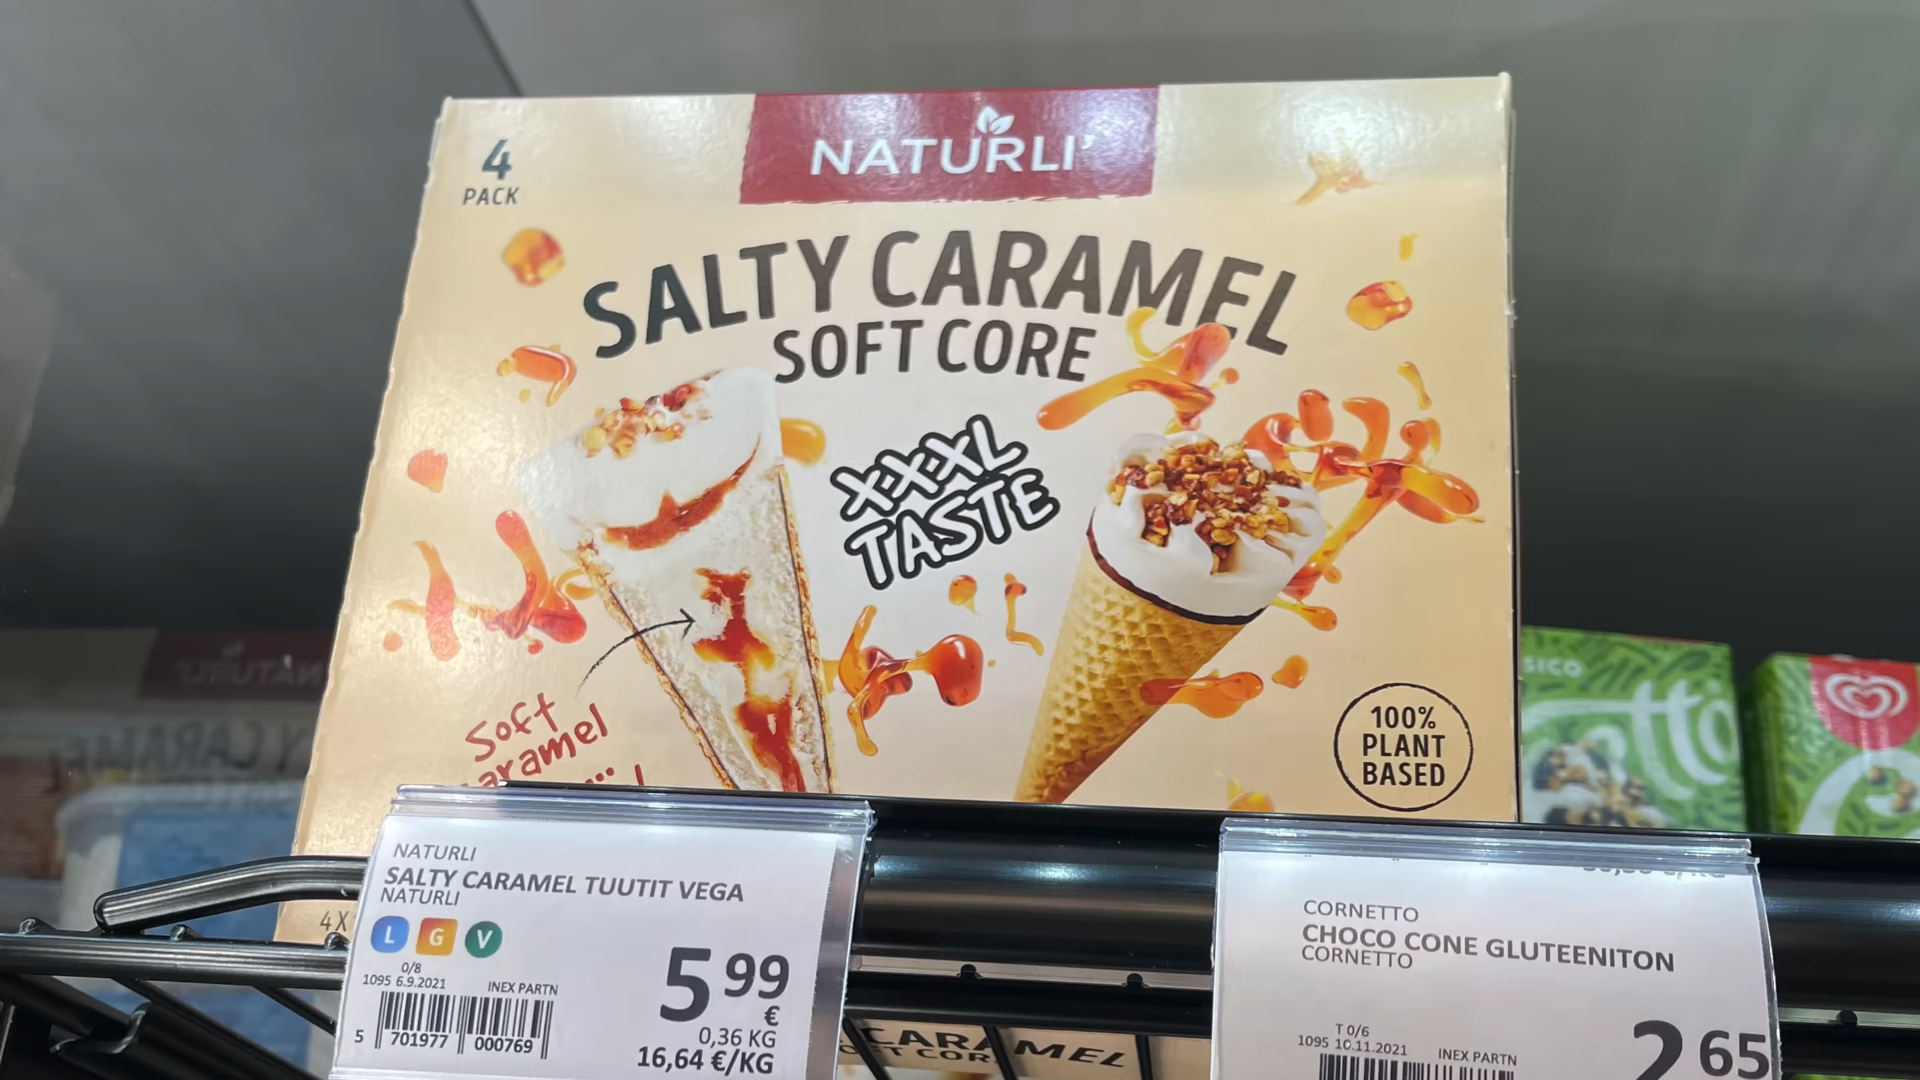 4
PACK
NATURLI'
SALTY CARAMEL
SOFT CORE
XXXL
TASTE
Soft
100%
PLANT
BASED
4X
NATURLI
SALTY CARAMEL TUUTIT VEGA
NATURLI
L G V
0/8
1095 6.9.2021
INEX PARTN
5 701977 000769
5 99
€
0,36 KG
16,64 €/KG
CORNETTO
CHOCO CONE GLUTEENITON
CORNETTO
T 0/6
1095 10.11.2021
INEX PARTN
2 65